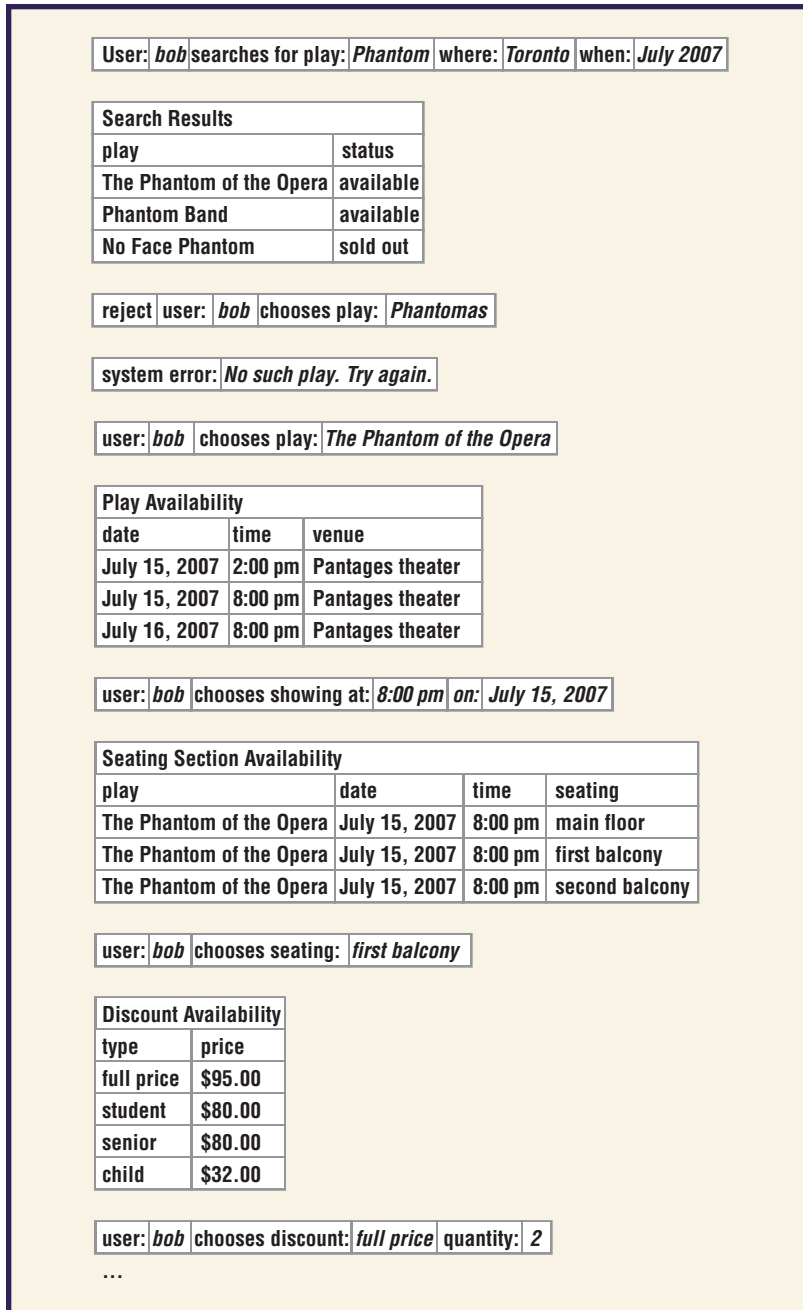 User: bob searches for play: Phantom where: Toronto when: July 2007
Search Results
play status
The Phantom of the Opera available
Phantom Band available
No Face Phantom sold out
reject user: bob chooses play: Phantomas
system error: No such play. Try again.
user: bob chooses play: The Phantom of the Opera
Play Availability
date time venue
July 15, 2007 2:00 pm Pantages theater
July 15, 2007 8:00 pm Pantages theater
July 16, 2007 8:00 pm Pantages theater
user: bob chooses showing at: 8:00 pm on: July 15, 2007
Seating Section Availability
play date time seating
The Phantom of the Opera July 15, 2007 8:00 pm main floor
The Phantom of the Opera July 15, 2007 8:00 pm first balcony
The Phantom of the Opera July 15, 2007 8:00 pm second balcony
user: bob chooses seating: first balcony
Discount Availability
type price
full price $95.00
student $80.00
senior $80.00
child $32.00
user: bob chooses discount: full price quantity: 2
...